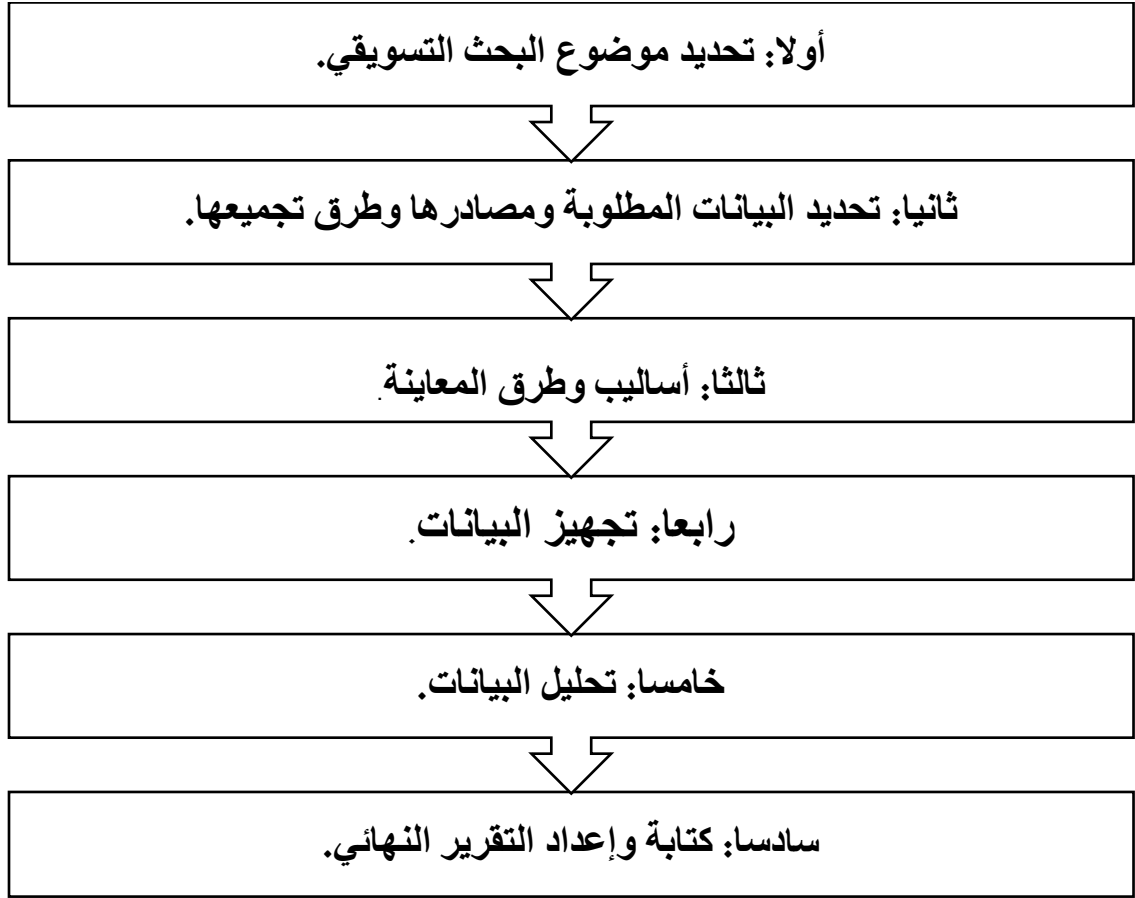 أولا: تحديد موضوع البحث التسويقي.
ثانيا: تحديد البيانات المطلوبة ومصادرها وطرق تجميعها.
ثالثا: أساليب وطرق المعاينة.
رابعا: تجهيز البيانات.
خامسا: تحليل البيانات.
سادسا: كتابة وإعداد التقرير النهائي.